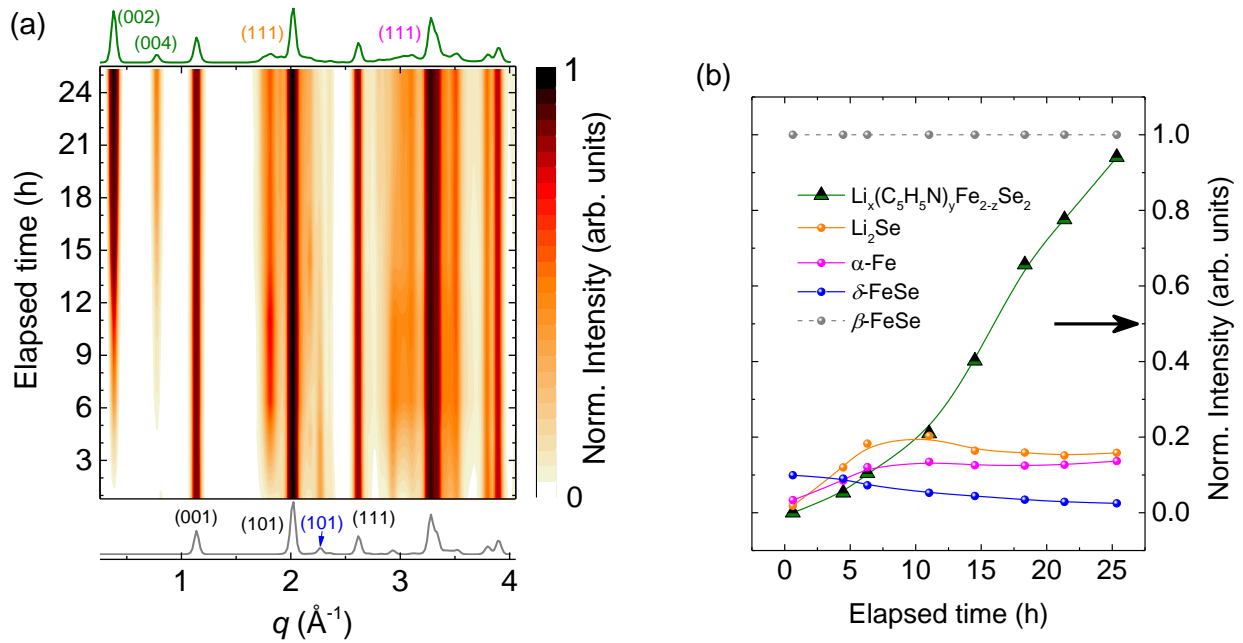 (a)
(002)
(004)
(111)
(111)
24
21
18
15
12
9
6
3
Elapsed time (h)
1
0
Norm. Intensity (arb. units)
(001)
(101)
(101)
(111)
1
2
3
4
q (Å⁻¹)
(b)
Liₓ(C₅H₅N)ᵧFe₂₋zSe₂
Li₂Se
α-Fe
δ-FeSe
β-FeSe
1.0
0.8
0.6
0.4
0.2
0.0
Norm. Intensity (arb. units)
0
5
10
15
20
25
Elapsed time (h)